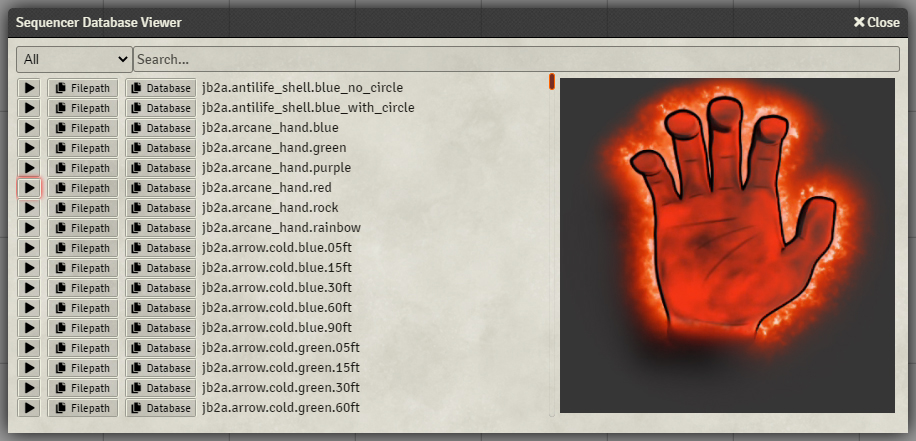 Sequencer Database Viewer Close
All Search...
Filepath Database jb2a.antilife_shell.blue_no_circle
Filepath Database jb2a.antilife_shell.blue_with_circle
Filepath Database jb2a.arcane_hand.blue
Filepath Database jb2a.arcane_hand.green
Filepath Database jb2a.arcane_hand.purple
Filepath Database jb2a.arcane_hand.red
Filepath Database jb2a.arcane_hand.rock
Filepath Database jb2a.arcane_hand.rainbow
Filepath Database jb2a.arrow.cold.blue.05ft
Filepath Database jb2a.arrow.cold.blue.15ft
Filepath Database jb2a.arrow.cold.blue.30ft
Filepath Database jb2a.arrow.cold.blue.60ft
Filepath Database jb2a.arrow.cold.blue.90ft
Filepath Database jb2a.arrow.cold.green.05ft
Filepath Database jb2a.arrow.cold.green.15ft
Filepath Database jb2a.arrow.cold.green.30ft
Filepath Database jb2a.arrow.cold.green.60ft